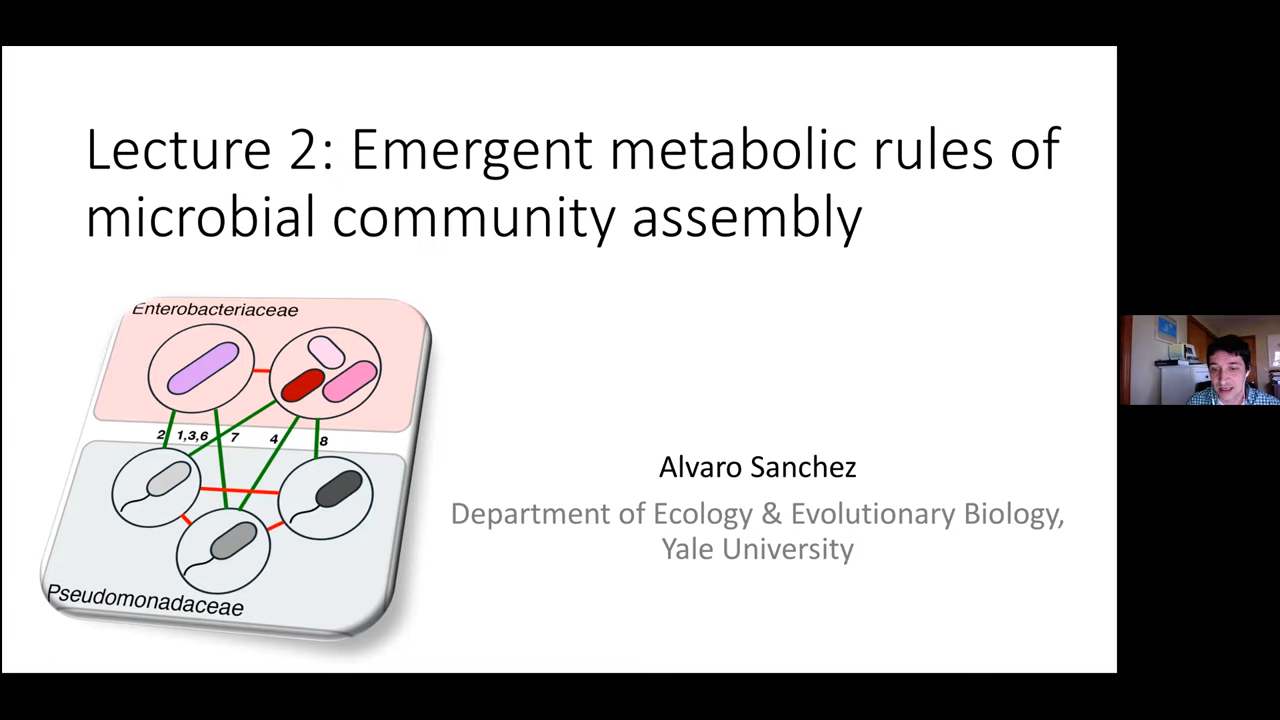 Lecture 2: Emergent metabolic rules of
microbial community assembly
Enterobacteriaceae
2 1,3,6 7 4 8
Pseudomonadaceae
Alvaro Sanchez
Department of Ecology & Evolutionary Biology,
Yale University